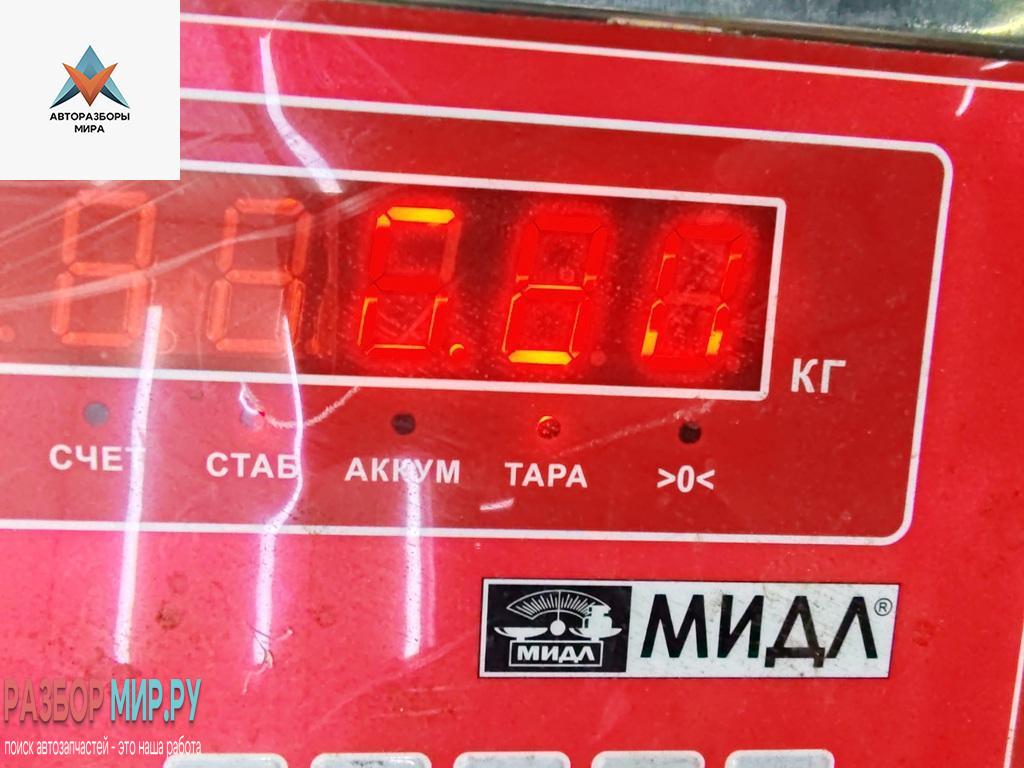 АВТОРАЗБОРЫ
МИРА
КГ
СЧЕТ
СТАБ
АККУМ
ТАРА
>0<
МИДЛ
МИДЛ®
РАЗБОР МИР.РУ
поиск автозапчастей - это наша работа